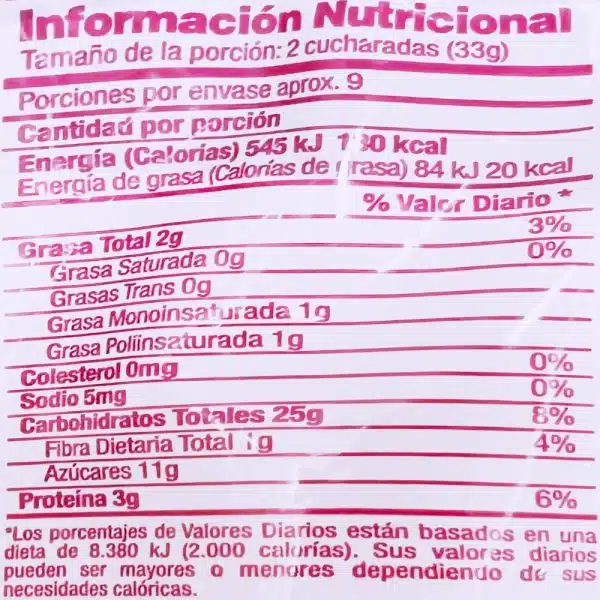 Información Nutricional
Tamaño de la porción: 2 cucharadas (33g)
Porciones por envase aprox. 9
Cantidad por porción
Energía (Calorías) 545 kJ 130 kcal
Energía de grasa (Calorías de grasa) 84 kJ 20 kcal
% Valor Diario *
Grasa Total 2g 3%
Grasa Saturada 0g 0%
Grasas Trans 0g
Grasa Monoinsaturada 1g
Grasa Poliinsaturada 1g
Colesterol 0mg 0%
Sodio 5mg 0%
Carbohidratos Totales 25g 8%
Fibra Dietaria Total 1g 4%
Azúcares 11g
Proteína 3g 6%
*Los porcentajes de Valores Diarios están basados en una
dieta de 8.380 kJ (2.000 calorías). Sus valores diarios
pueden ser mayores o menores dependiendo de sus
necesidades calóricas.